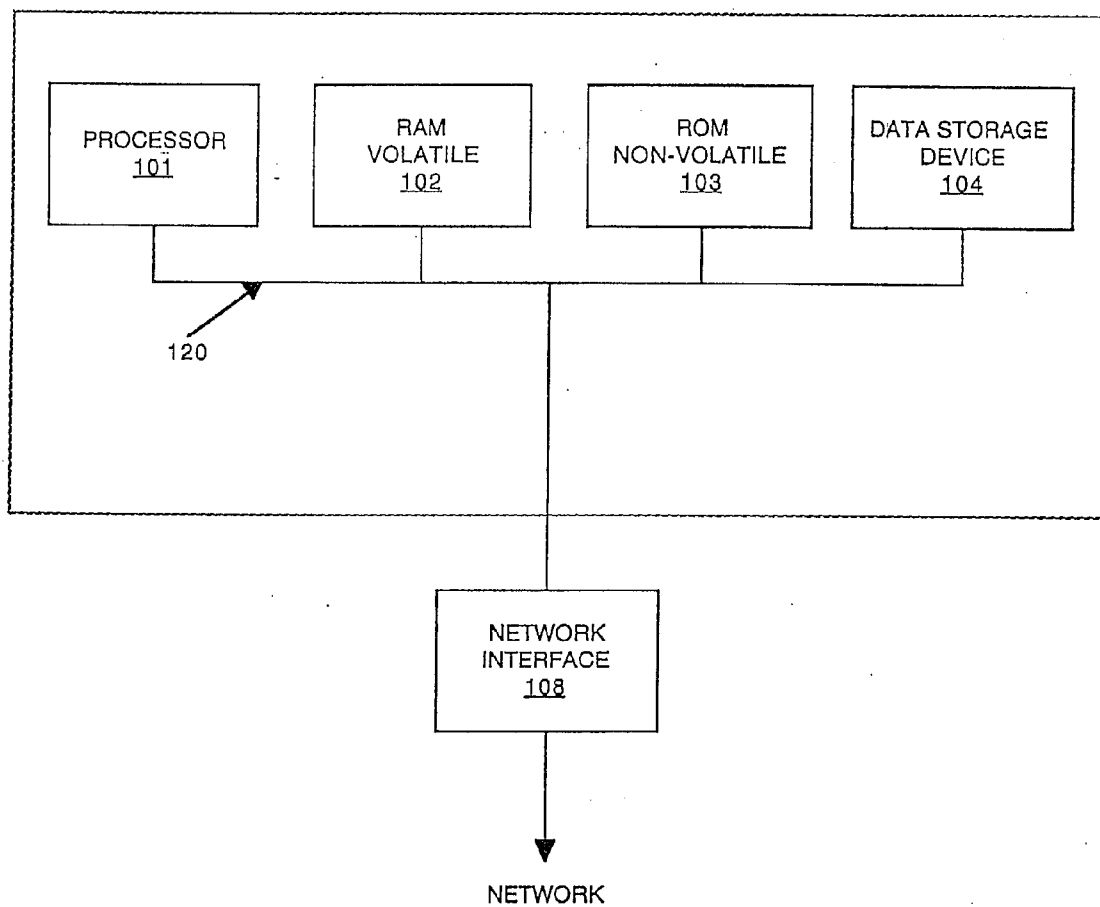 PROCESSOR
101
RAM
VOLATILE
102
ROM
NON-VOLATILE
103
DATA STORAGE
DEVICE
104
120
NETWORK
INTERFACE
108
NETWORK